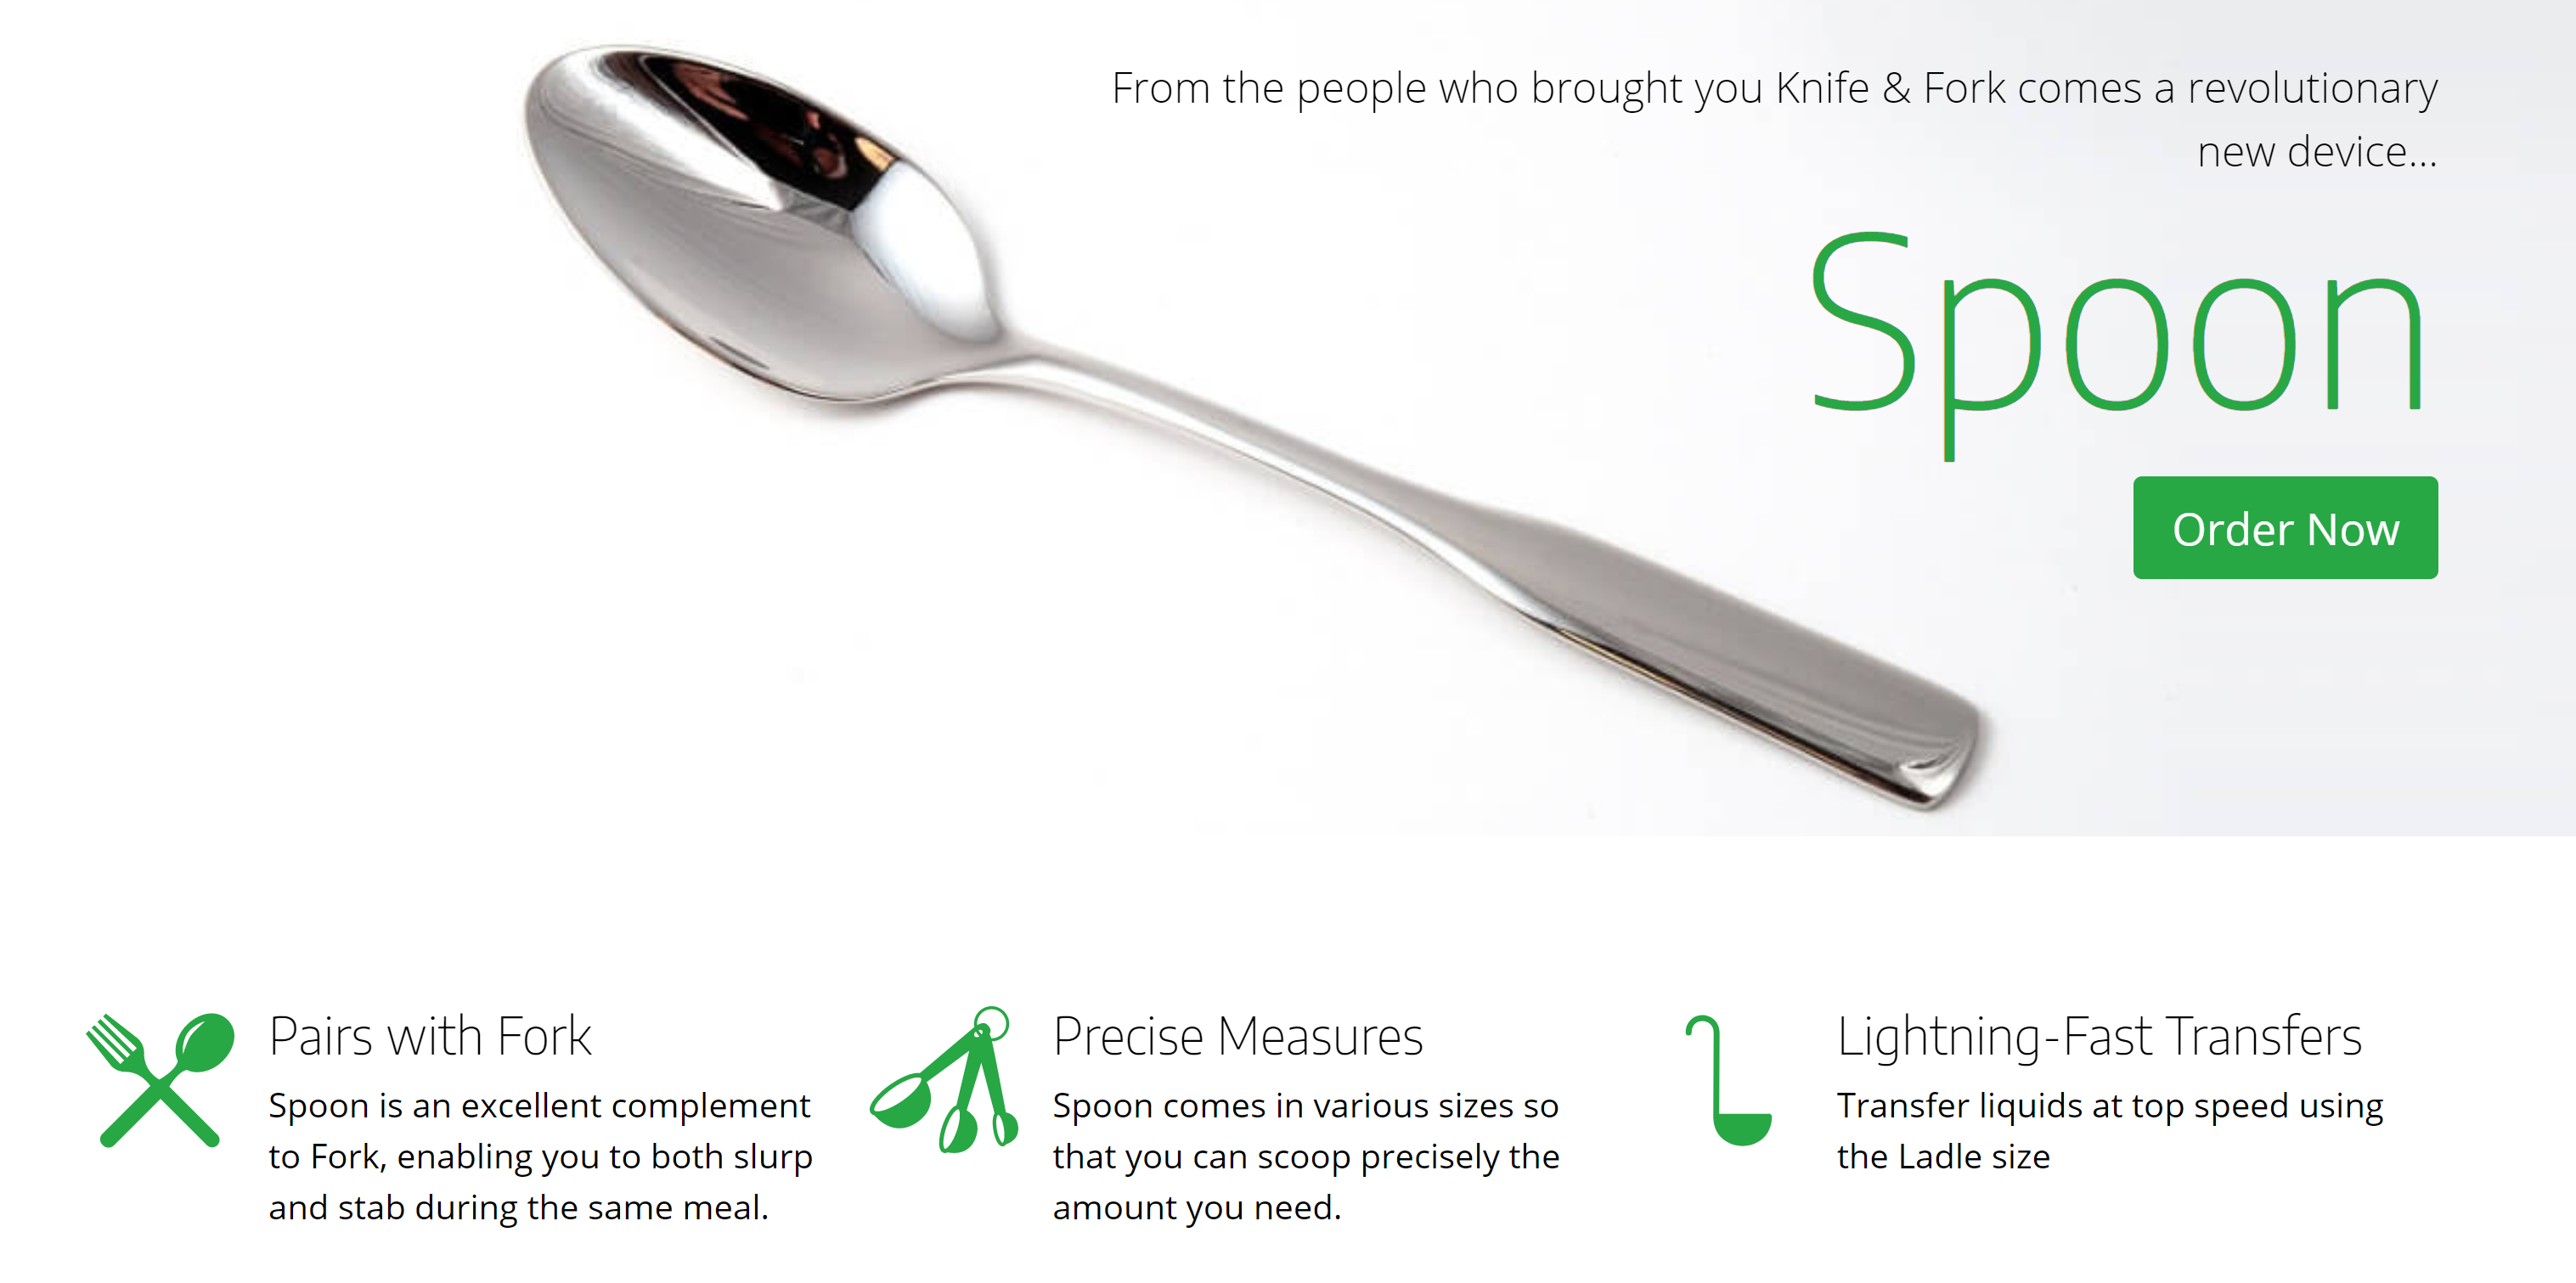 From the people who brought you Knife & Fork comes a revolutionary
new device...
Spoon
Order Now
Pairs with Fork
Spoon is an excellent complement
to Fork, enabling you to both slurp
and stab during the same meal.
Precise Measures
Spoon comes in various sizes so
that you can scoop precisely the
amount you need.
Lightning-Fast Transfers
Transfer liquids at top speed using
the Ladle size